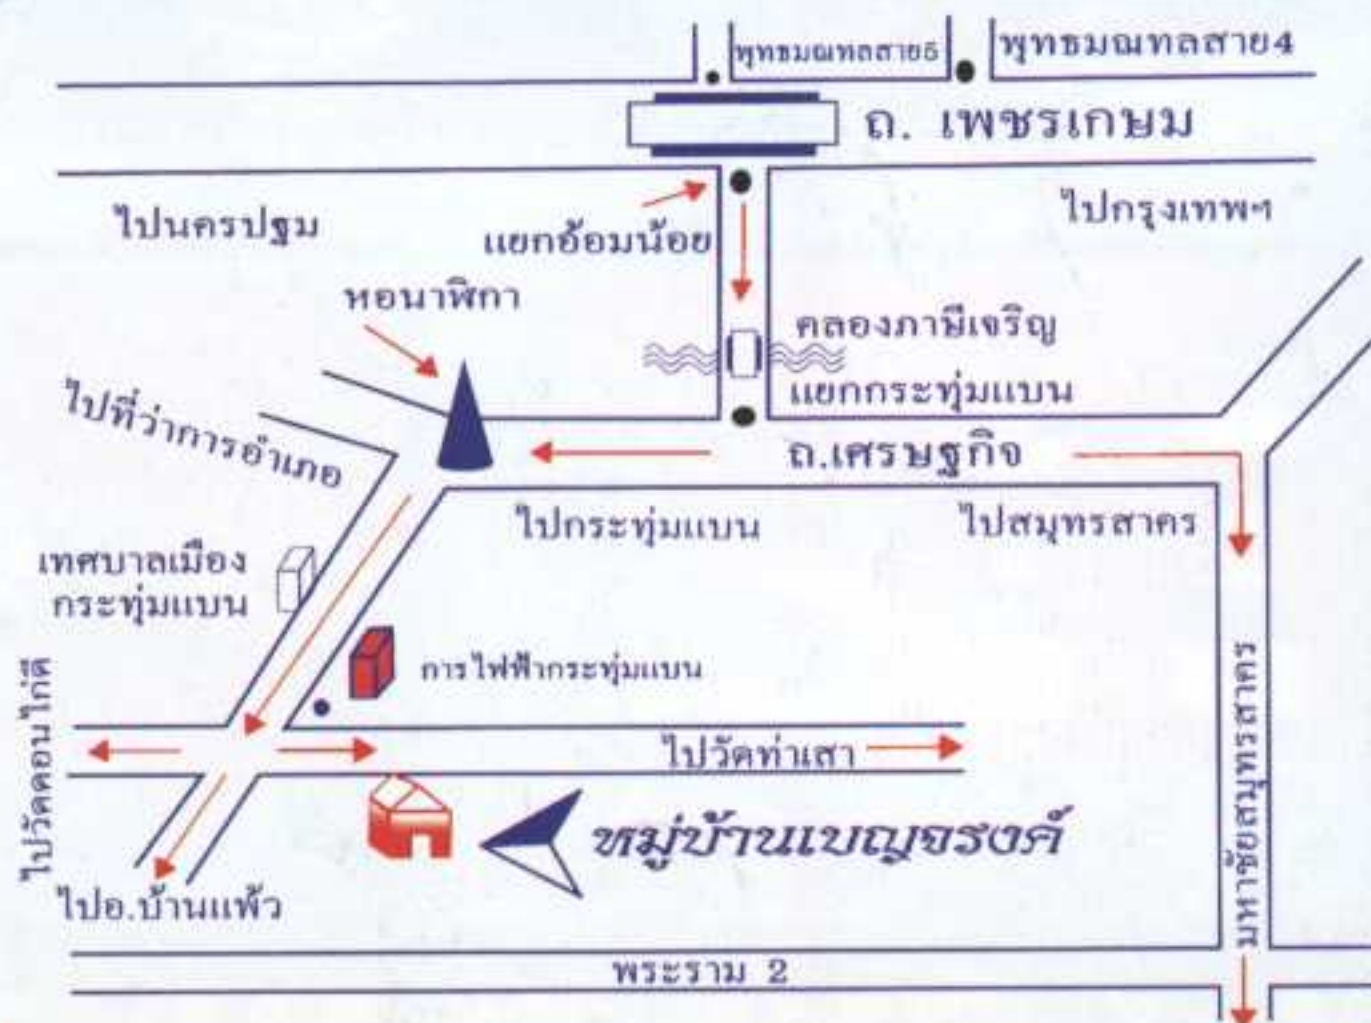 พุทธมณฑลสาย5
พุทธมณฑลสาย4
ถ. เพชรเกษม
ไปนครปฐม
แยกอ้อมน้อย
ไปกรุงเทพฯ
หอนาฬิกา
คลองภาษีเจริญ
แยกกระทุ่มแบน
ไปที่ว่าการอำเภอ
ถ.เศรษฐกิจ
ไปกระทุ่มแบน
ไปสมุทรสาคร
เทศบาลเมือง
กระทุ่มแบน
การไฟฟ้ากระทุ่มแบน
ไปวัดดอนไก่ดี
ไปวัดท่าเสา
มหาชัยสมุทรสาคร
หมู่บ้านเบญจรงค์
ไปอ.บ้านแพ้ว
พระราม 2